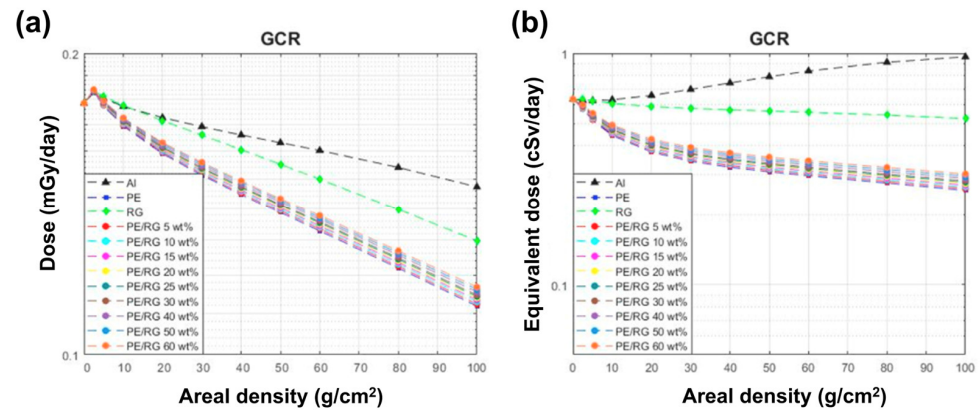 (a)
GCR
Dose (mGy/day)
0.2
0.1
Al
PE
RG
PE/RG 5 wt%
PE/RG 10 wt%
PE/RG 15 wt%
PE/RG 20 wt%
PE/RG 25 wt%
PE/RG 30 wt%
PE/RG 40 wt%
PE/RG 50 wt%
PE/RG 60 wt%
0 10 20 30 40 50 60 70 80 90 100
Areal density (g/cm²)
(b)
GCR
Equivalent dose (cSv/day)
1
0.1
Al
PE
RG
PE/RG 5 wt%
PE/RG 10 wt%
PE/RG 15 wt%
PE/RG 20 wt%
PE/RG 25 wt%
PE/RG 30 wt%
PE/RG 40 wt%
PE/RG 50 wt%
PE/RG 60 wt%
0 10 20 30 40 50 60 70 80 90 100
Areal density (g/cm²)